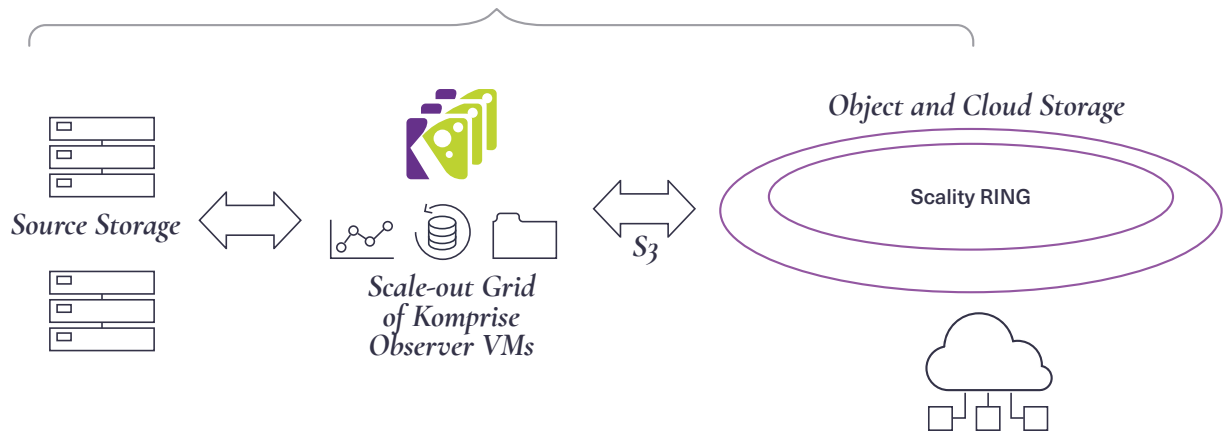 Object and Cloud Storage
Scality RING
Source Storage
S3
Scale-out Grid
of Komprise
Observer VMs